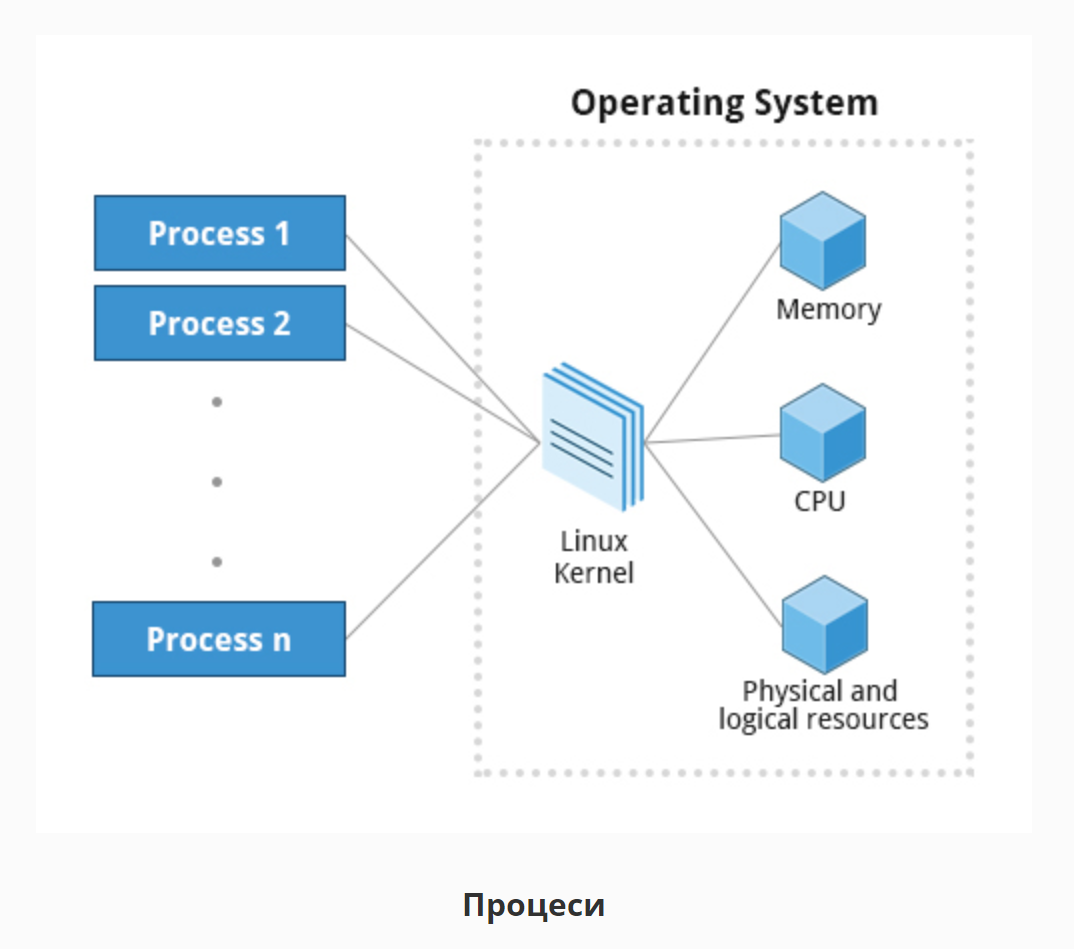 Operating System
Process 1
Process 2
Process n
Linux
Kernel
Memory
CPU
Physical and
logical resources
Процеси